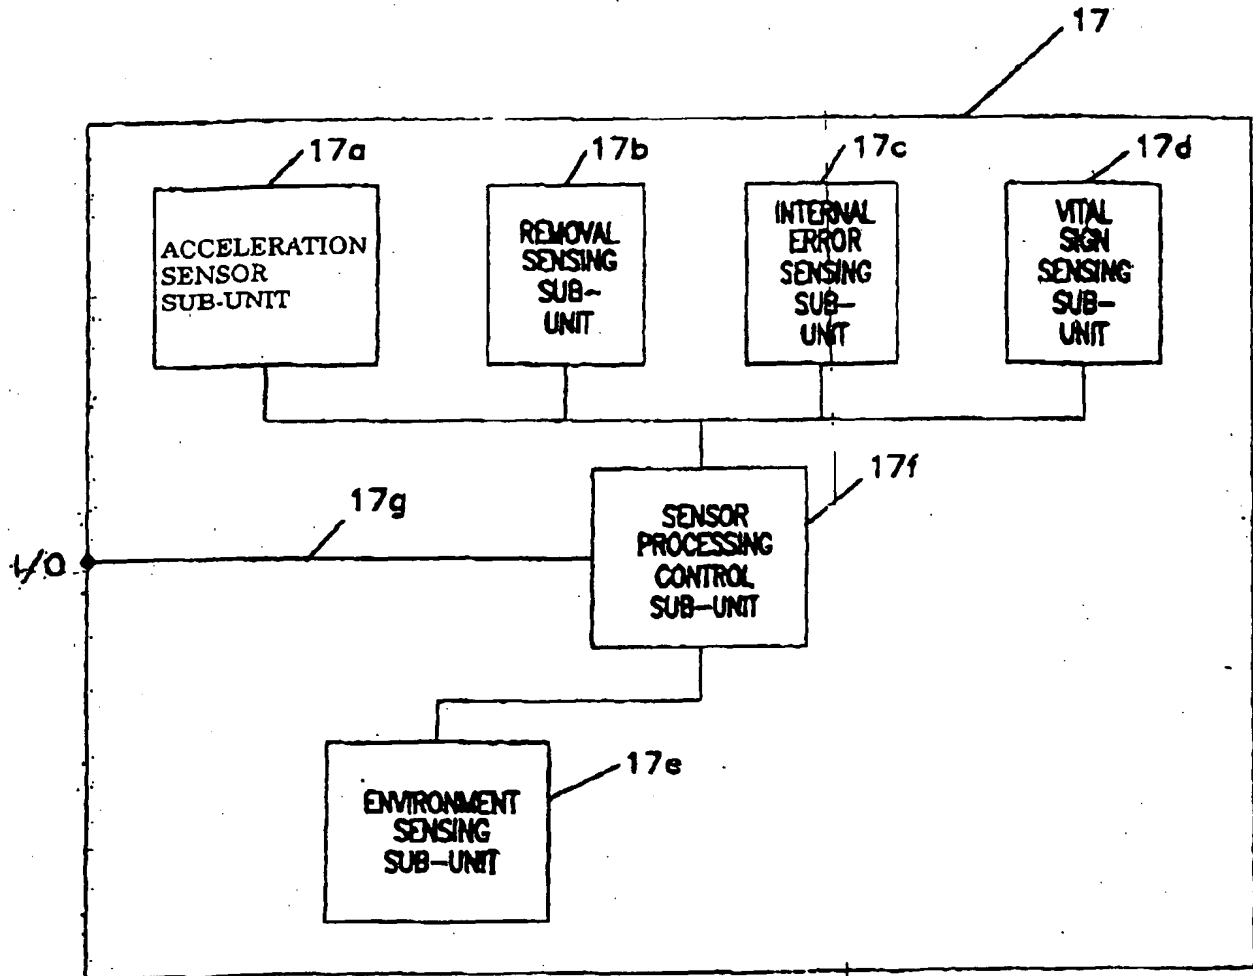 17
17a
17b
17c
17d
ACCELERATION
SENSOR
SUB-UNIT
REMOVAL
SENSING
SUB-
UNIT
INTERNAL
ERROR
SENSING
SUB-
UNIT
VITAL
SIGN
SENSING
SUB-
UNIT
17f
17g
I/O
SENSOR
PROCESSING
CONTROL
SUB-UNIT
17e
ENVIRONMENT
SENSING
SUB-UNIT